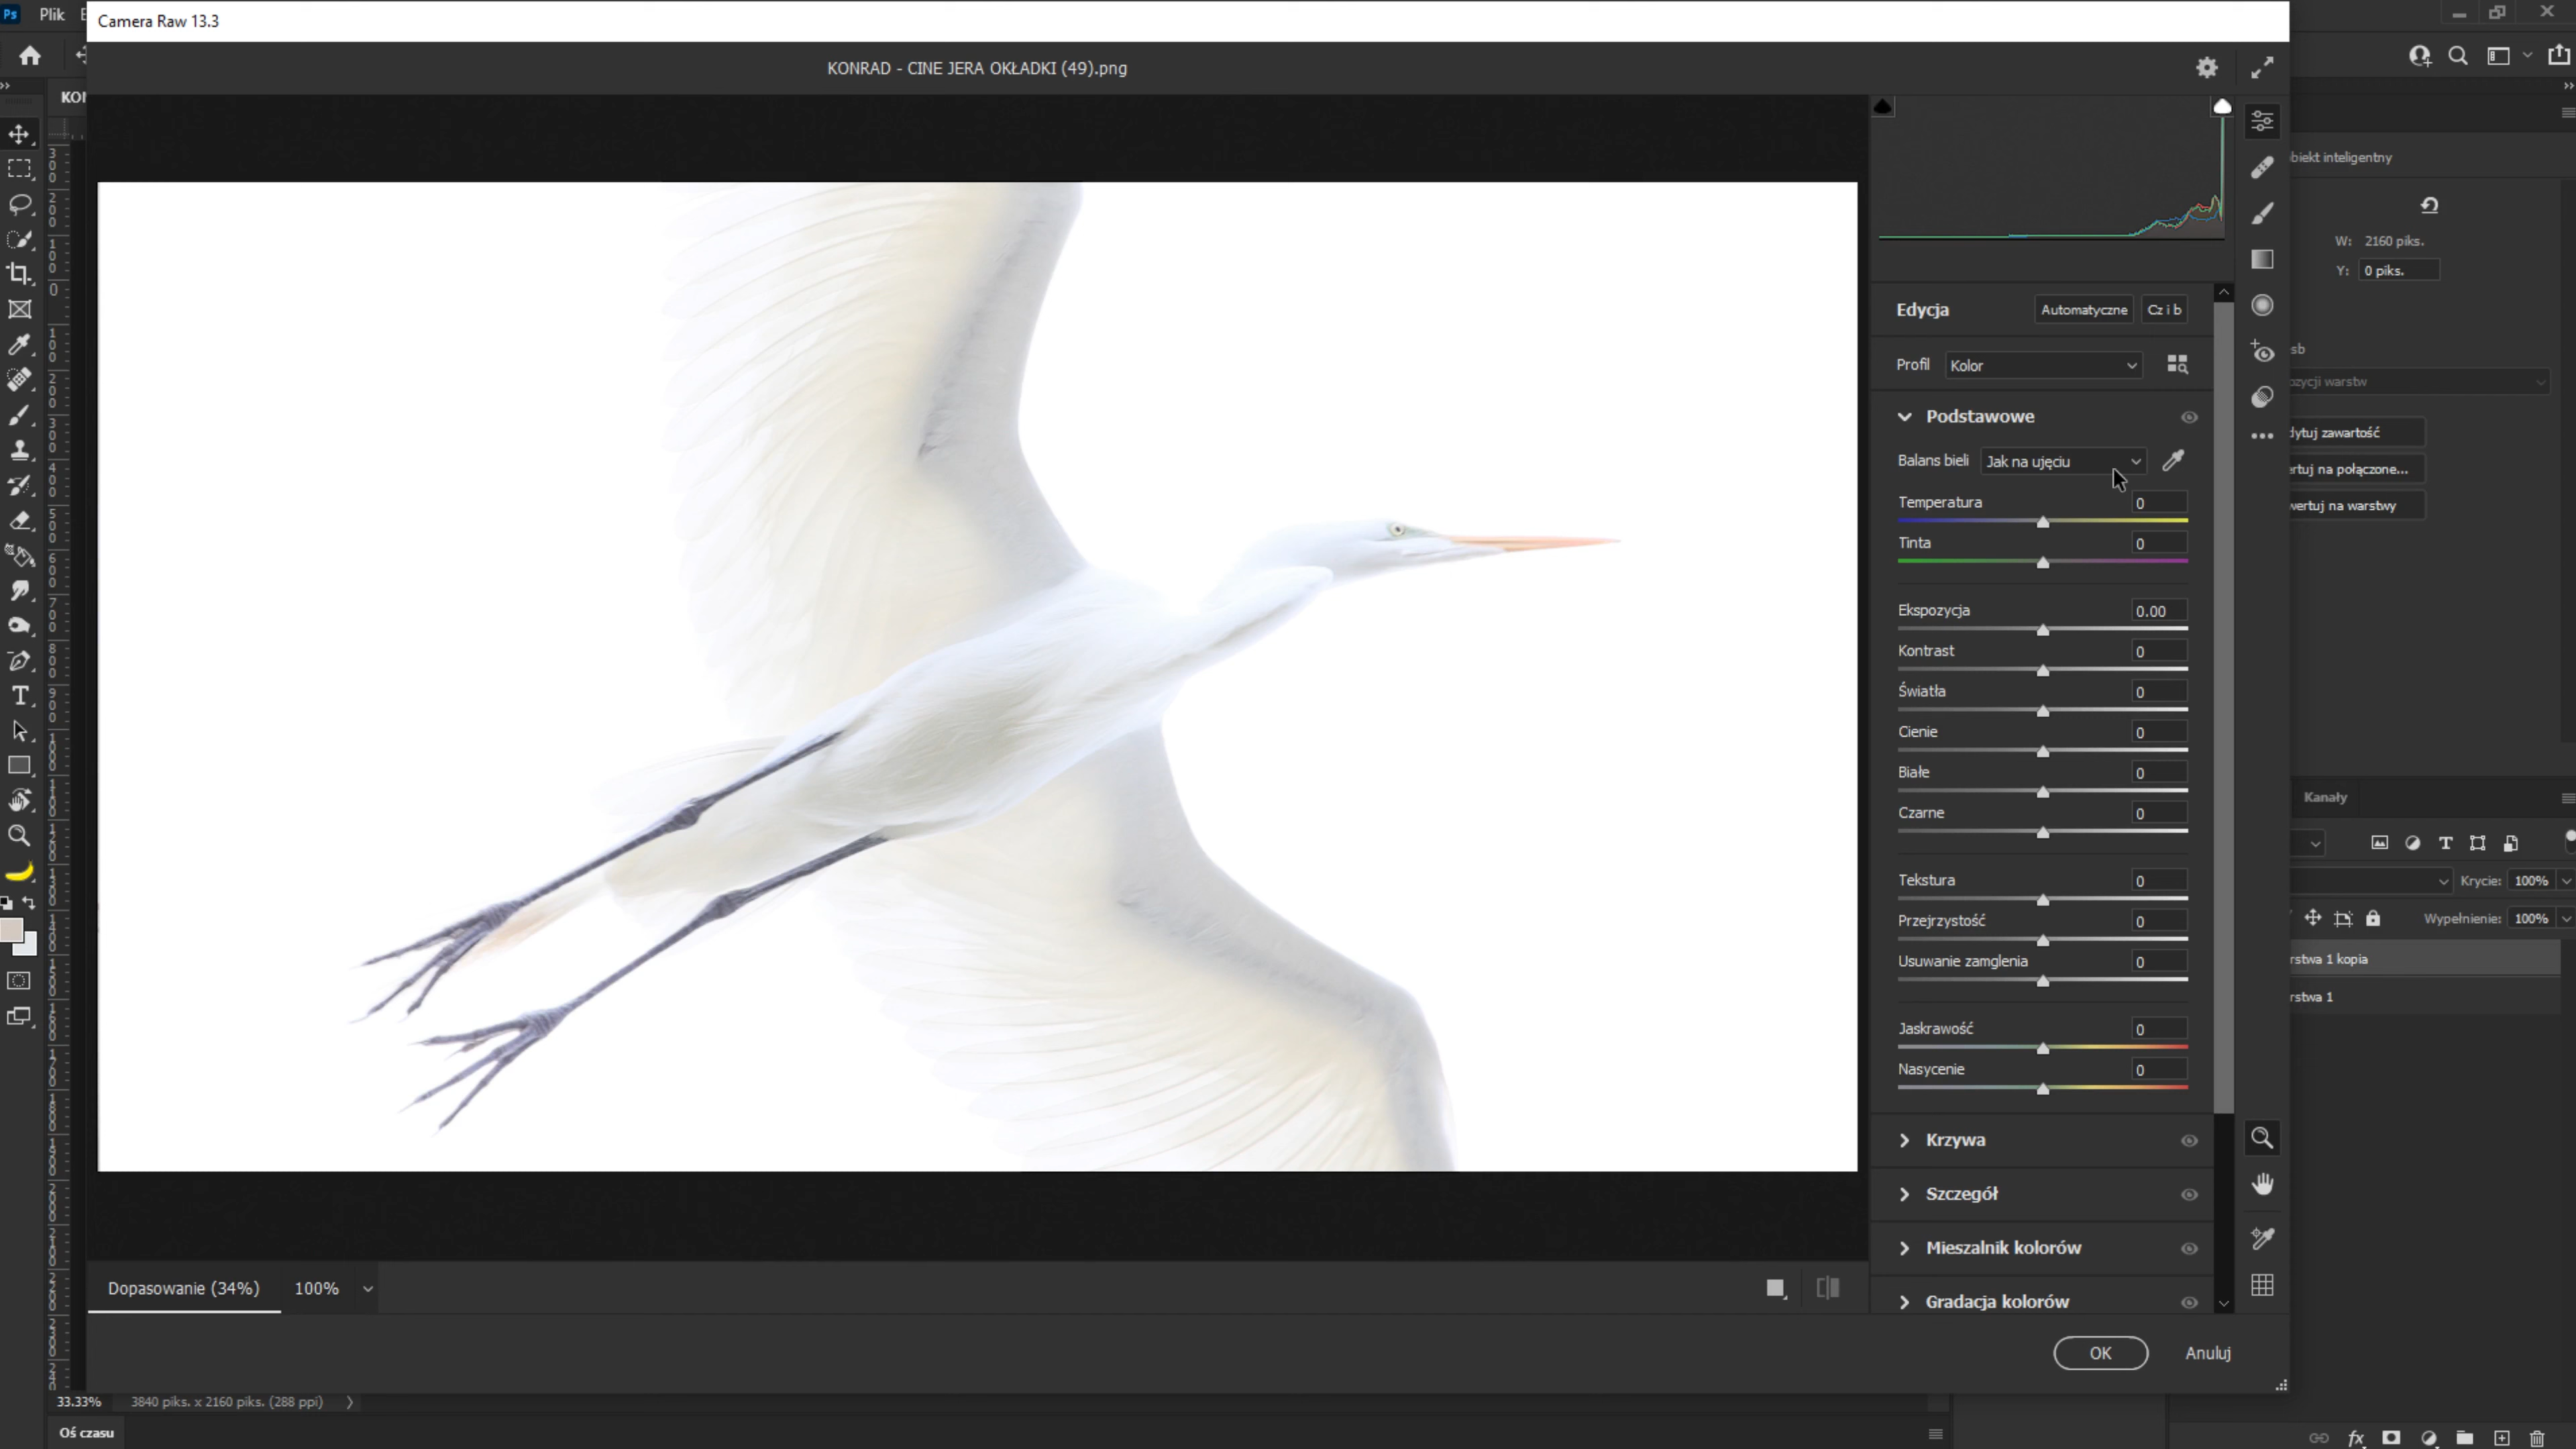 Ps Plik
Camera Raw 13.3
KONRAD - CINE JERA OKŁADKI (49).png
Edycja Automatyczne Cz i b
Profil Kolor
Podstawowe
Balans bieli Jak na ujęciu
Temperatura 0
Tinta 0
Ekspozycja 0.00
Kontrast 0
Światła 0
Cienie 0
Białe 0
Czarne 0
Tekstura 0
Przejrzystość 0
Usuwanie zamglenia 0
Jaskrawość 0
Nasycenie 0
Krzywa
Szczegół
Mieszalnik kolorów
Gradacja kolorów
Dopasowanie (34%) 100%
OK Anuluj
33.33% 3840 piks. x 2160 piks. (288 ppi)
Oś czasu
biekt inteligentny
W: 2160 piks.
Y: 0 piks.
sb
ozycji warstw
dytuj zawartość
ertuj na połączone...
wertuj na warstwy
Kanały
Krycie: 100%
Wypełnienie: 100%
rstwa 1 kopia
rstwa 1
fx